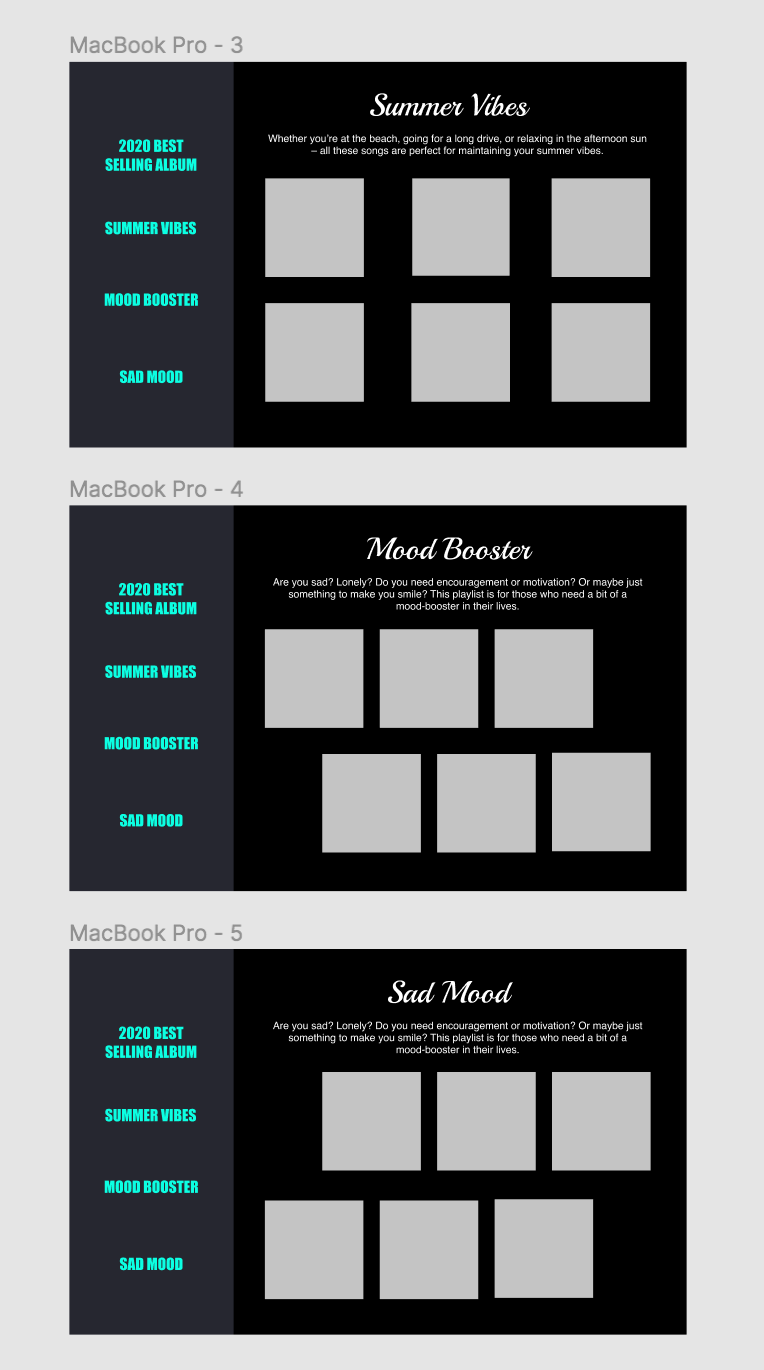 MacBook Pro - 3
2020 BEST
SELLING ALBUM
SUMMER VIBES
MOOD BOOSTER
SAD MOOD
Summer Vibes
Whether you're at the beach, going for a long drive, or relaxing in the afternoon sun
– all these songs are perfect for maintaining your summer vibes.
MacBook Pro - 4
2020 BEST
SELLING ALBUM
SUMMER VIBES
MOOD BOOSTER
SAD MOOD
Mood Booster
Are you sad? Lonely? Do you need encouragement or motivation? Or maybe just
something to make you smile? This playlist is for those who need a bit of a
mood-booster in their lives.
MacBook Pro - 5
2020 BEST
SELLING ALBUM
SUMMER VIBES
MOOD BOOSTER
SAD MOOD
Sad Mood
Are you sad? Lonely? Do you need encouragement or motivation? Or maybe just
something to make you smile? This playlist is for those who need a bit of a
mood-booster in their lives.